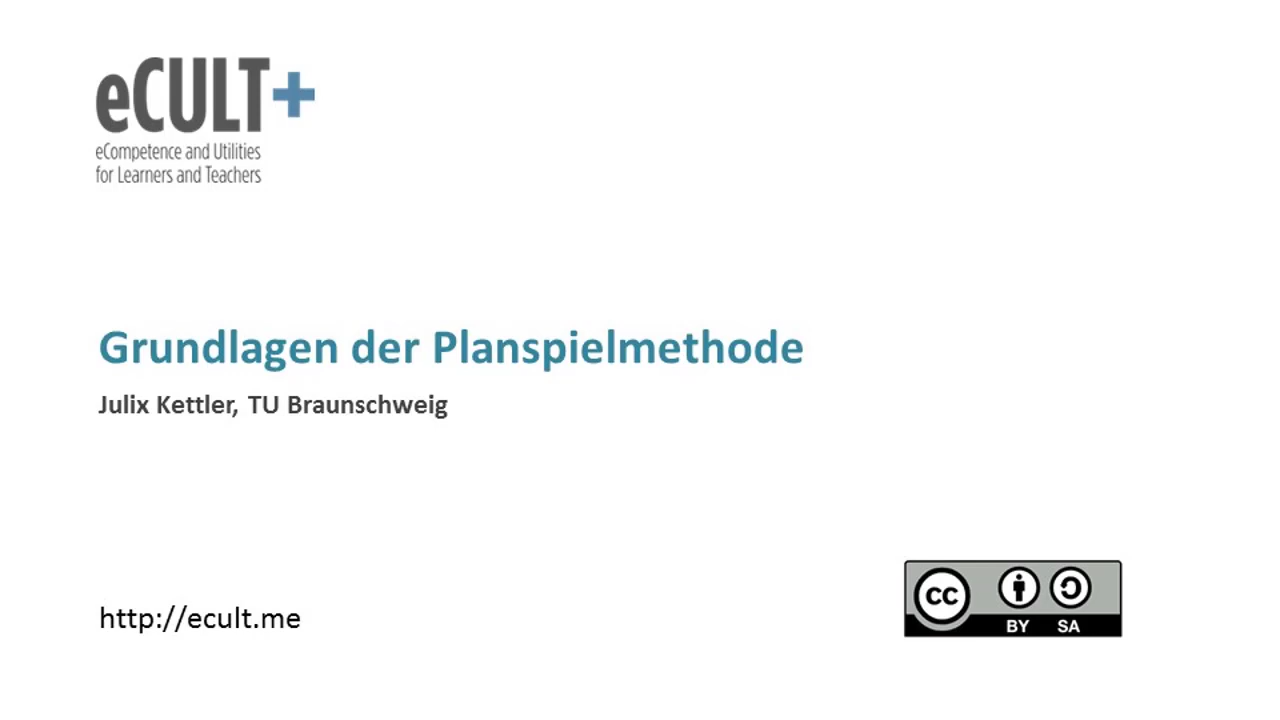 eCULT+
eCompetence and Utilities
for Learners and Teachers
Grundlagen der Planspielmethode
Julix Kettler, TU Braunschweig
http://ecult.me
cc
BY SA